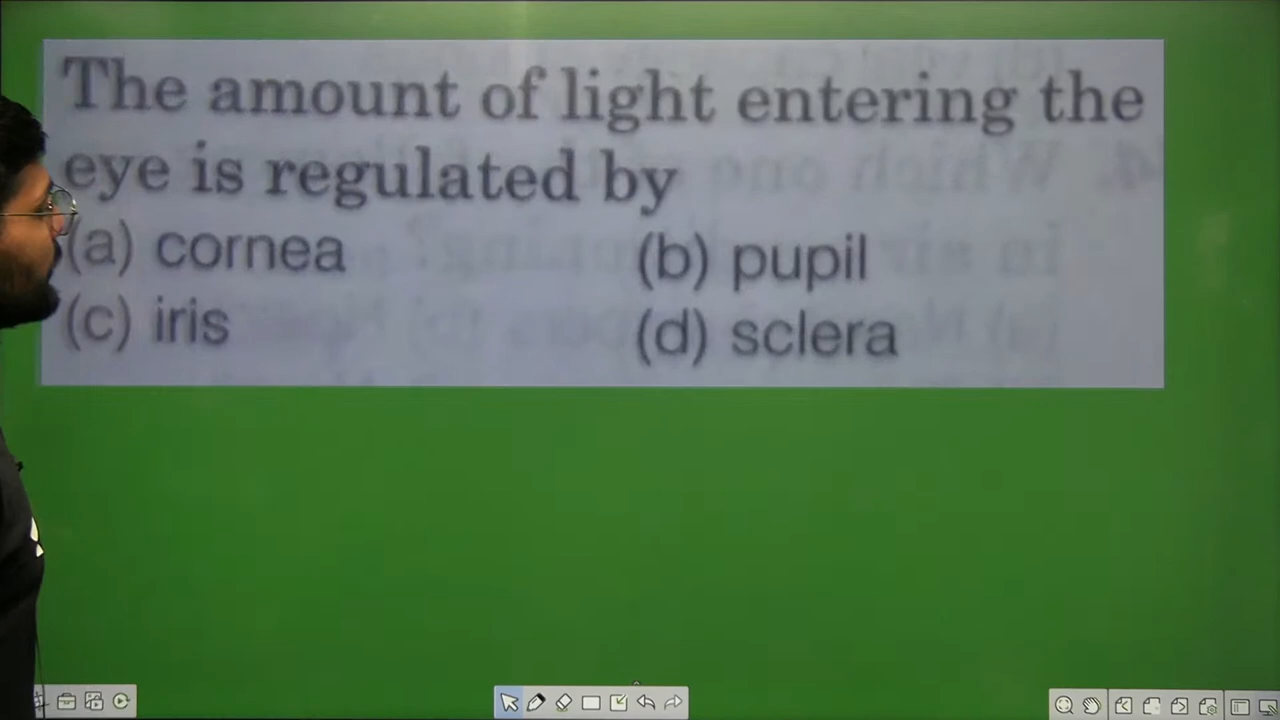 The amount of light entering the
eye is regulated by
(a) cornea (b) pupil
(c) iris (d) sclera